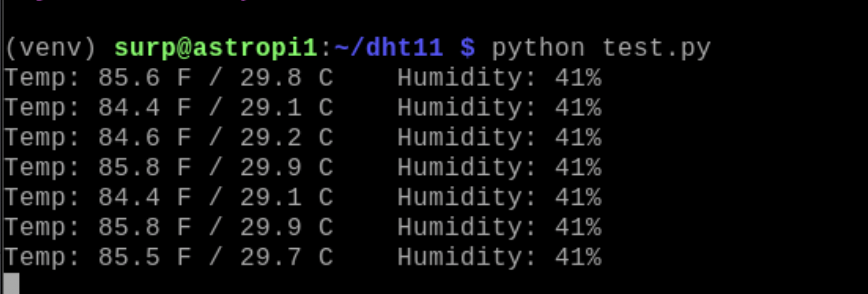 (venv) surp@astropi1:~/dht11 $ python test.py
Temp: 85.6 F / 29.8 C    Humidity: 41%
Temp: 84.4 F / 29.1 C    Humidity: 41%
Temp: 84.6 F / 29.2 C    Humidity: 41%
Temp: 85.8 F / 29.9 C    Humidity: 41%
Temp: 84.4 F / 29.1 C    Humidity: 41%
Temp: 85.8 F / 29.9 C    Humidity: 41%
Temp: 85.5 F / 29.7 C    Humidity: 41%